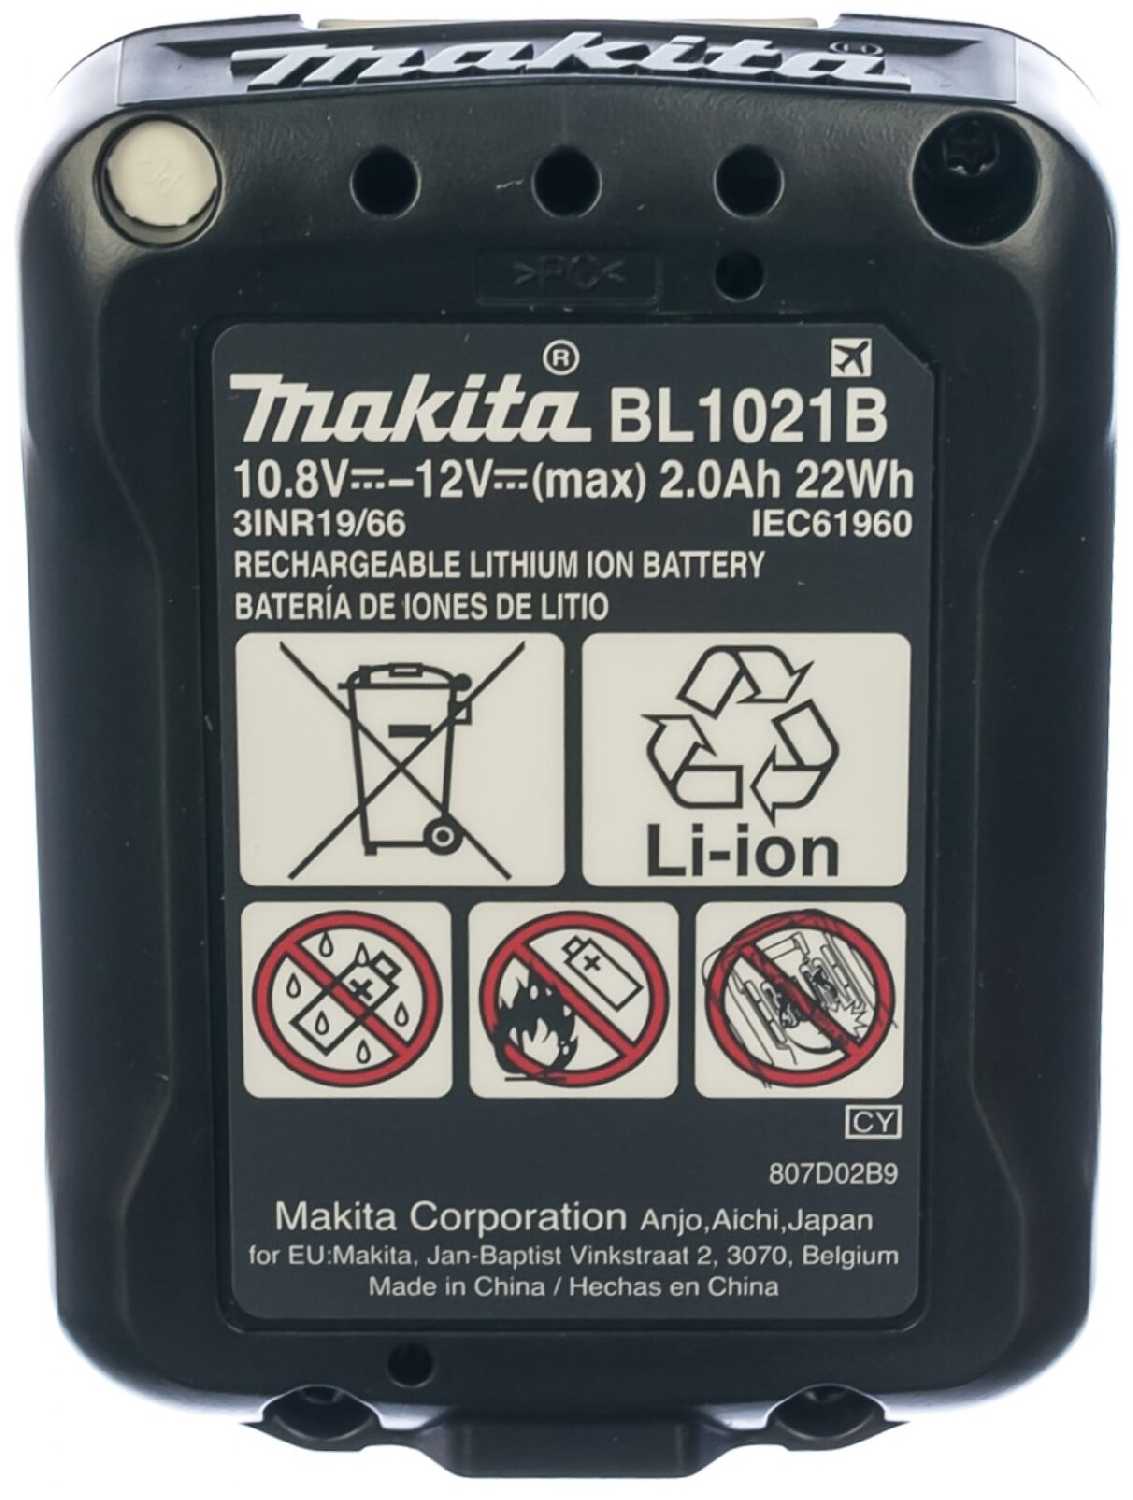 makita
>PC<
makita® BL1021B
10.8V⎓–12V⎓(max) 2.0Ah 22Wh
3INR19/66 IEC61960
RECHARGEABLE LITHIUM ION BATTERY
BATERÍA DE IONES DE LITIO
Li-ion
CY
807D02B9
Makita Corporation Anjo,Aichi,Japan
for EU:Makita, Jan-Baptist Vinkstraat 2, 3070, Belgium
Made in China / Hechas en China